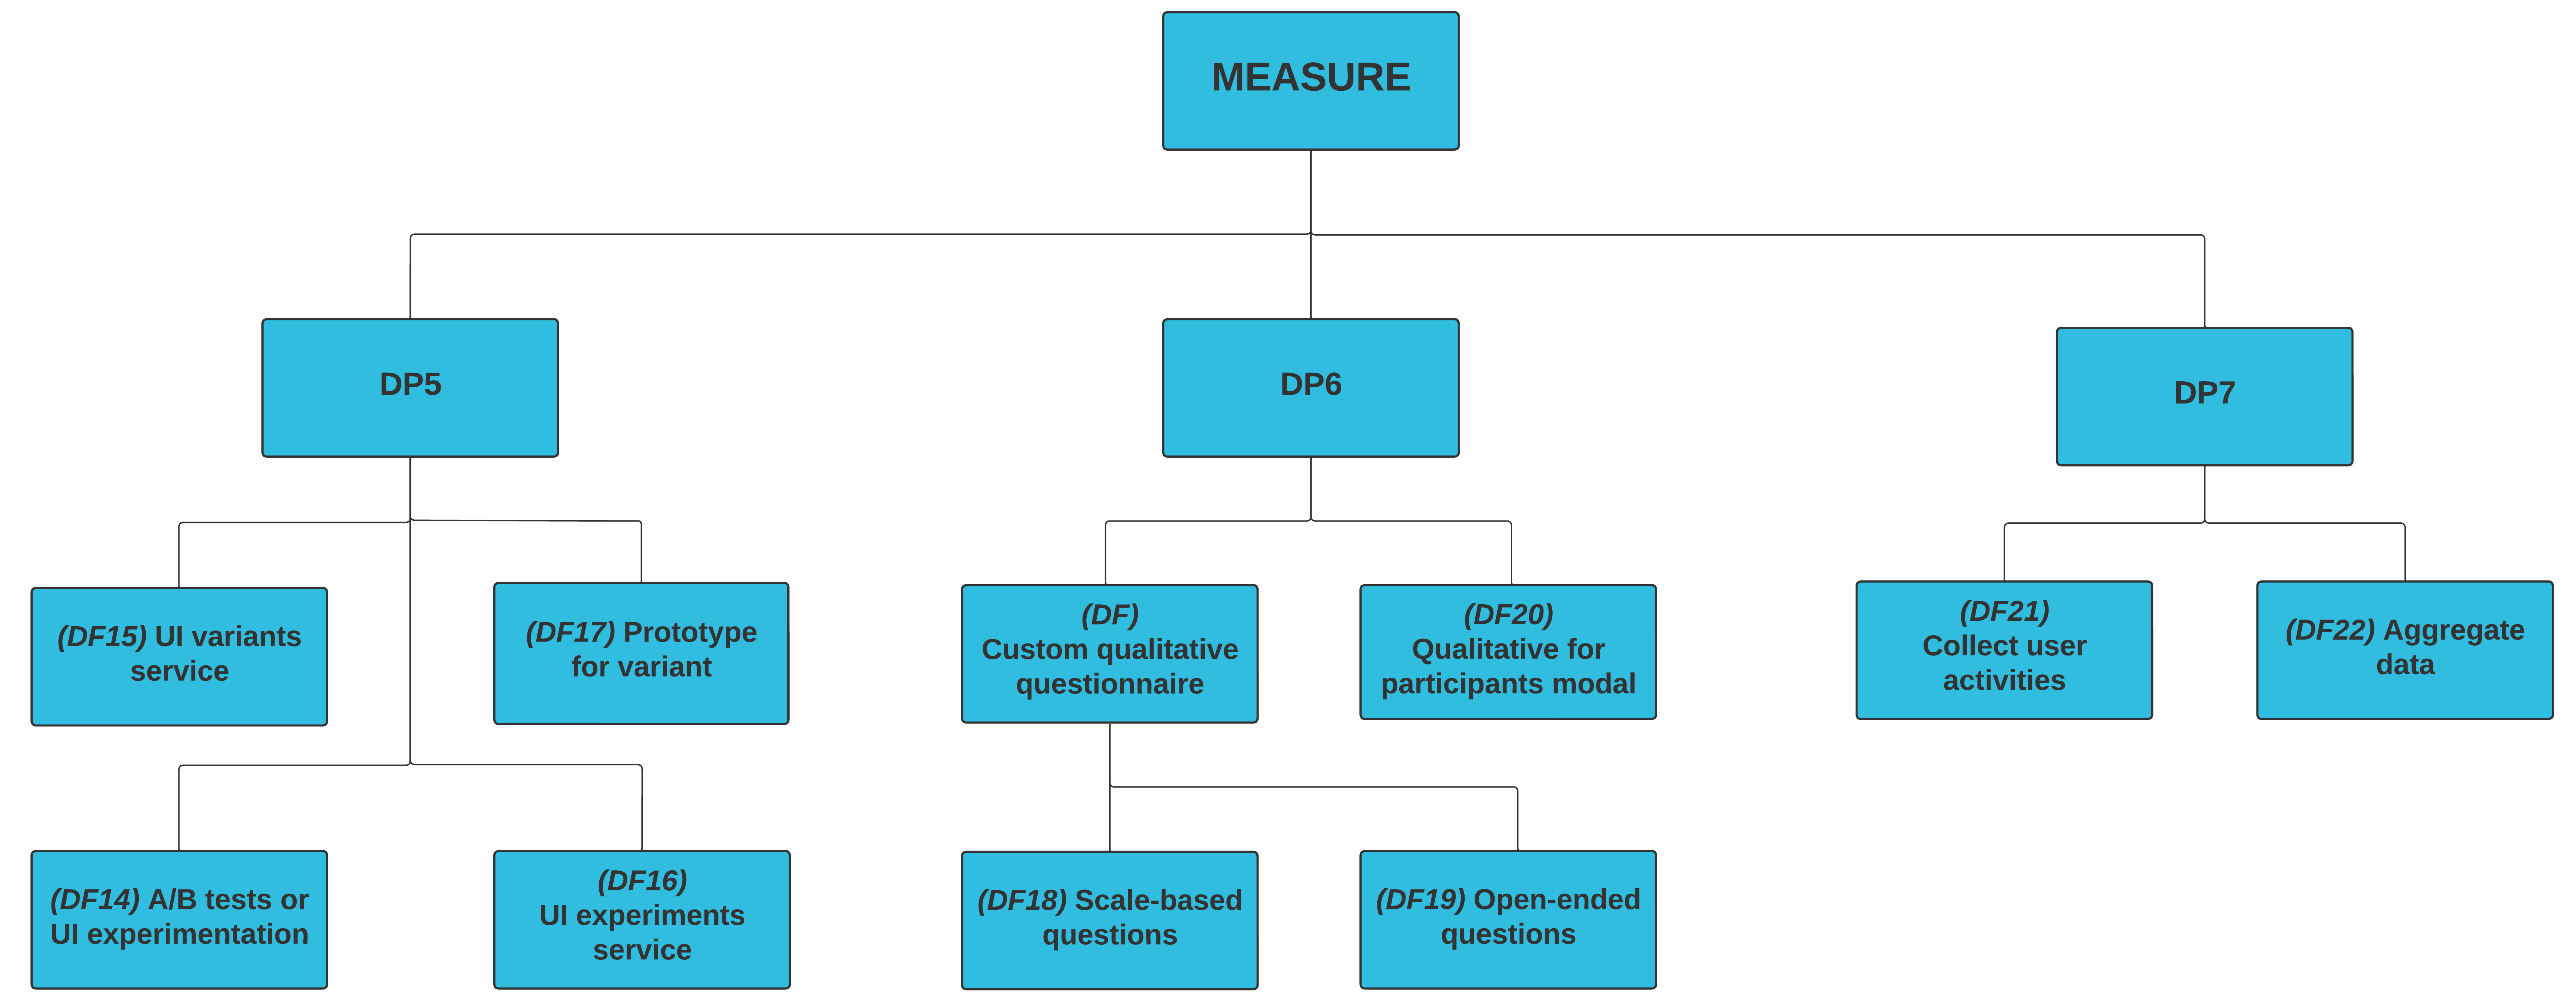 MEASURE
DP5
DP6
DP7
(DF15) UI variants
service
(DF17) Prototype
for variant
(DF)
Custom qualitative
questionnaire
(DF20)
Qualitative for
participants modal
(DF21)
Collect user
activities
(DF22) Aggregate
data
(DF14) A/B tests or
UI experimentation
(DF16)
UI experiments
service
(DF18) Scale-based
questions
(DF19) Open-ended
questions